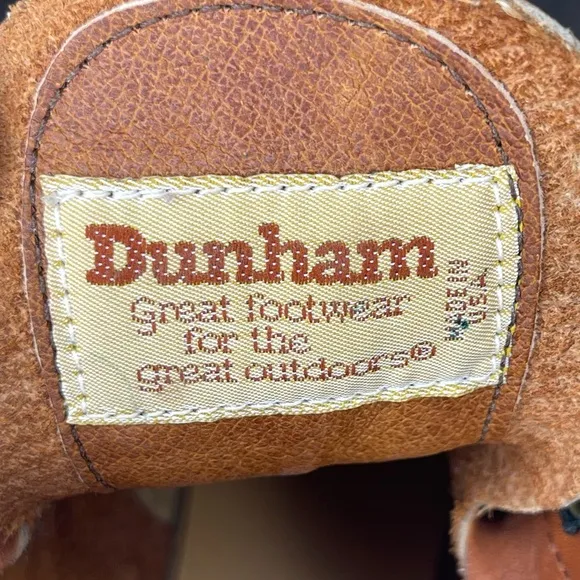 Dunham
Great footwear
for the
great outdoors®
MADE IN
U.S.A.